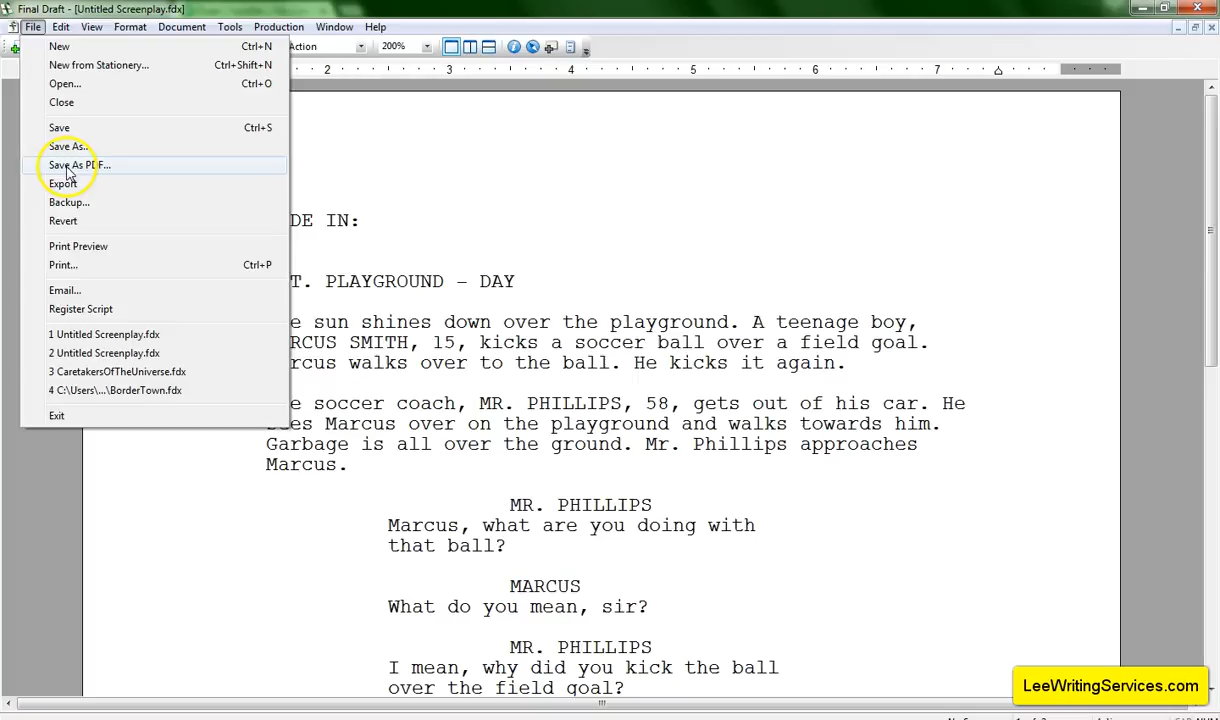 Final Draft - [Untitled Screenplay.fdx]
File Edit View Format Document Tools Production Window Help
Action 200%
New Ctrl+N
New from Stationery... Ctrl+Shift+N
Open... Ctrl+O
Close
Save Ctrl+S
Save As...
Save As PDF...
Export
Backup...
Revert
Print Preview
Print... Ctrl+P
Email...
Register Script
1 Untitled Screenplay.fdx
2 Untitled Screenplay.fdx
3 CaretakersOfTheUniverse.fdx
4 C:\Users\...\BorderTown.fdx
Exit
2 3 4 5 6 7
DE IN:
T. PLAYGROUND - DAY
e sun shines down over the playground. A teenage boy,
RCUS SMITH, 15, kicks a soccer ball over a field goal.
rcus walks over to the ball. He kicks it again.
e soccer coach, MR. PHILLIPS, 58, gets out of his car. He
ees Marcus over on the playground and walks towards him.
Garbage is all over the ground. Mr. Phillips approaches
Marcus.
MR. PHILLIPS
Marcus, what are you doing with
that ball?
MARCUS
What do you mean, sir?
MR. PHILLIPS
I mean, why did you kick the ball
over the field goal?
LeeWritingServices.com